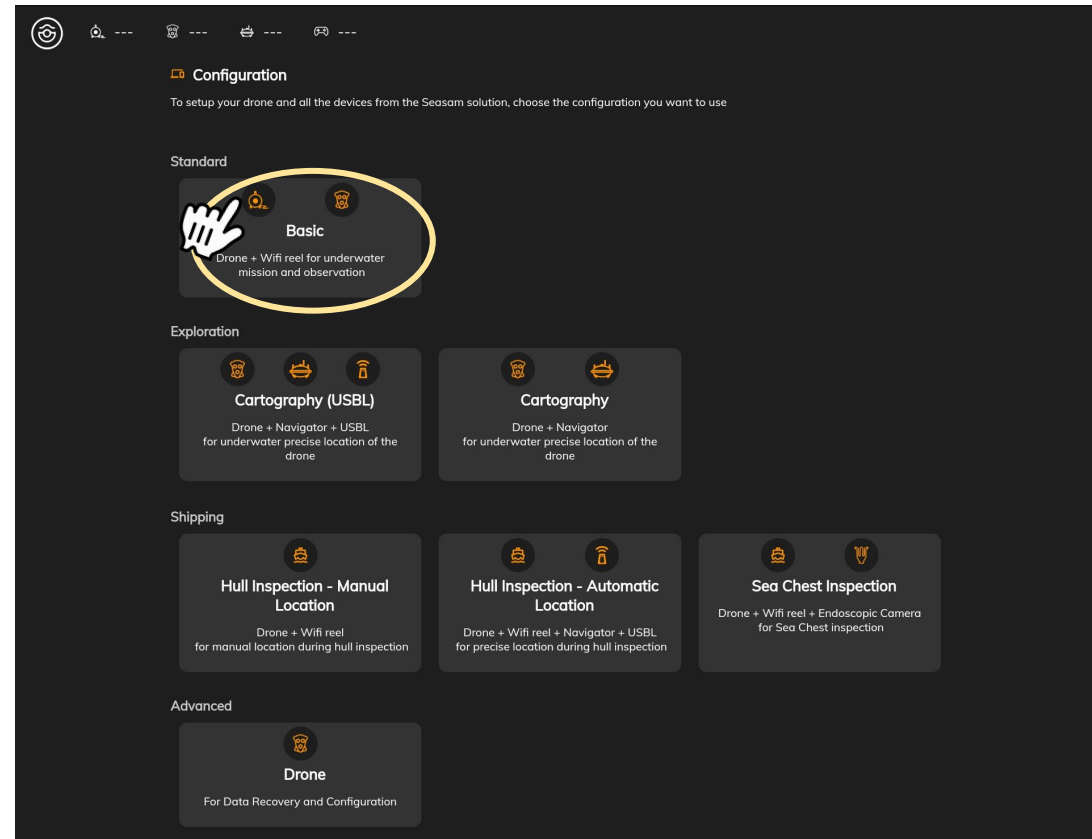 --- --- --- ---
Configuration
To setup your drone and all the devices from the Seasam solution, choose the configuration you want to use
Standard
Basic
Drone + Wifi reel for underwater
mission and observation
Exploration
Cartography (USBL)
Drone + Navigator + USBL
for underwater precise location of the
drone
Cartography
Drone + Navigator
for underwater precise location of the
drone
Shipping
Hull Inspection - Manual
Location
Drone + Wifi reel
for manual location during hull inspection
Hull Inspection - Automatic
Location
Drone + Wifi reel + Navigator + USBL
for precise location during hull inspection
Sea Chest Inspection
Drone + Wifi reel + Endoscopic Camera
for Sea Chest inspection
Advanced
Drone
For Data Recovery and Configuration